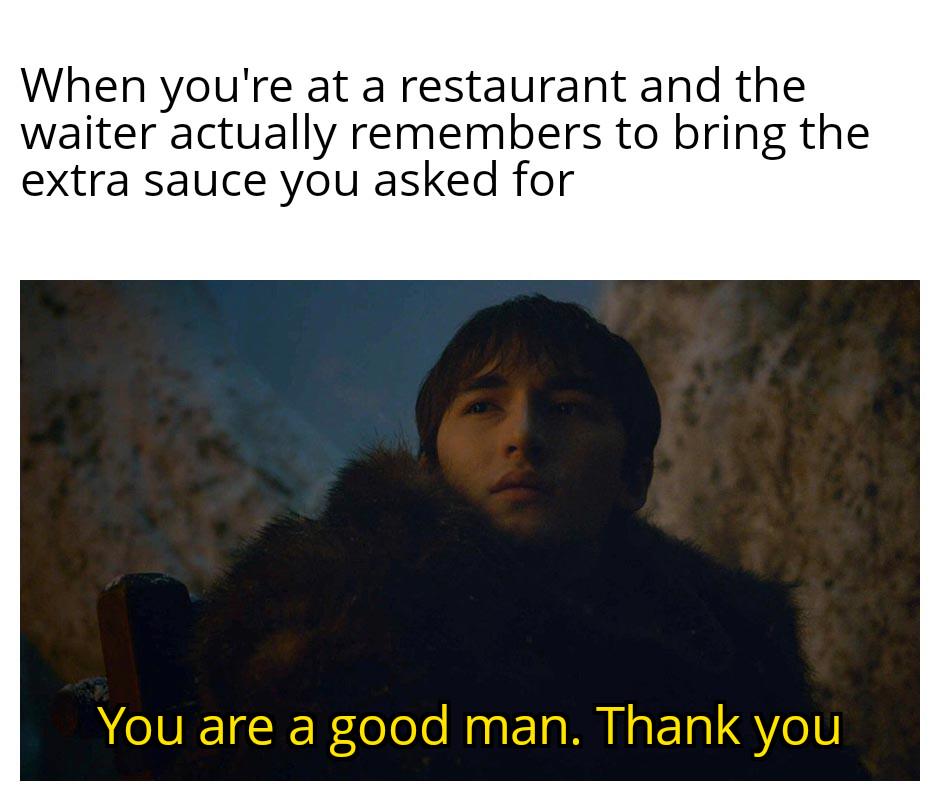 When you're at a restaurant and the
waiter actually remembers to bring the
extra sauce you asked for
You are a good man. Thank you